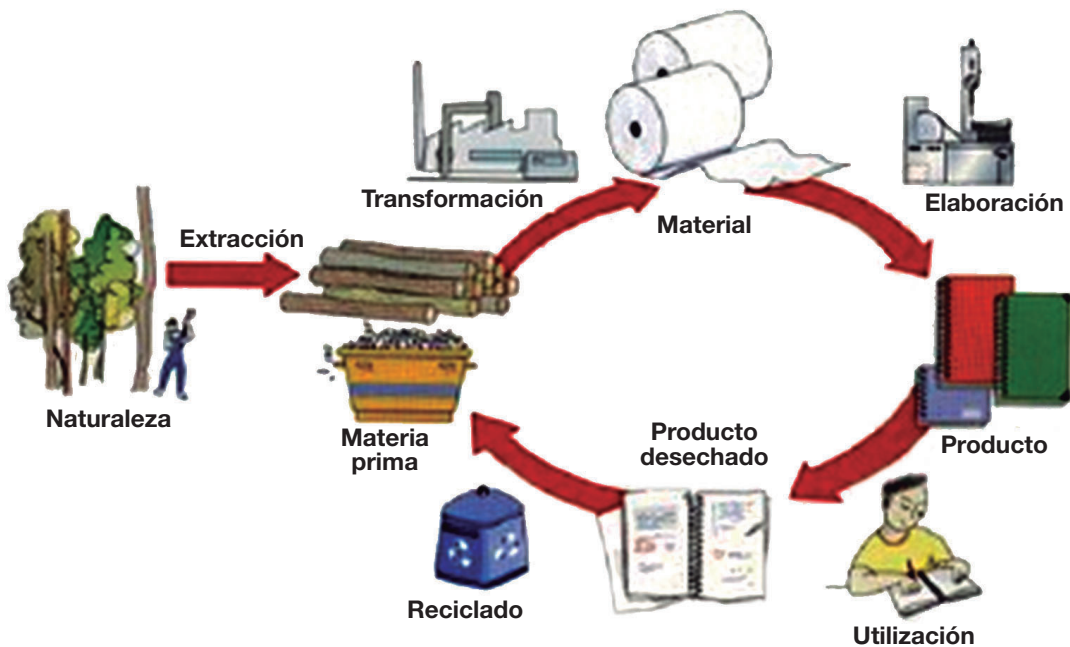 Transformación
Material
Elaboración
Extracción
Naturaleza
Materia
prima
Producto
desechado
Producto
Reciclado
Utilización